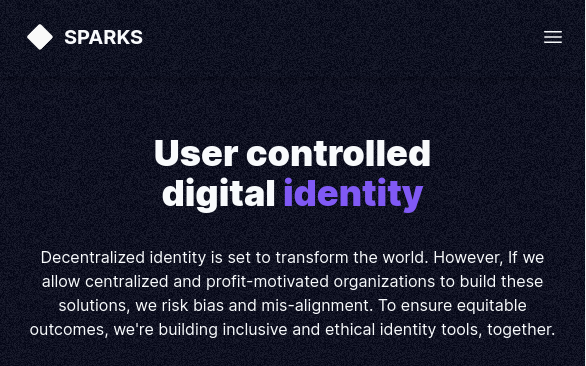 SPARKS
User controlled
digital identity
Decentralized identity is set to transform the world. However, If we
allow centralized and profit-motivated organizations to build these
solutions, we risk bias and mis-alignment. To ensure equitable
outcomes, we're building inclusive and ethical identity tools, together.